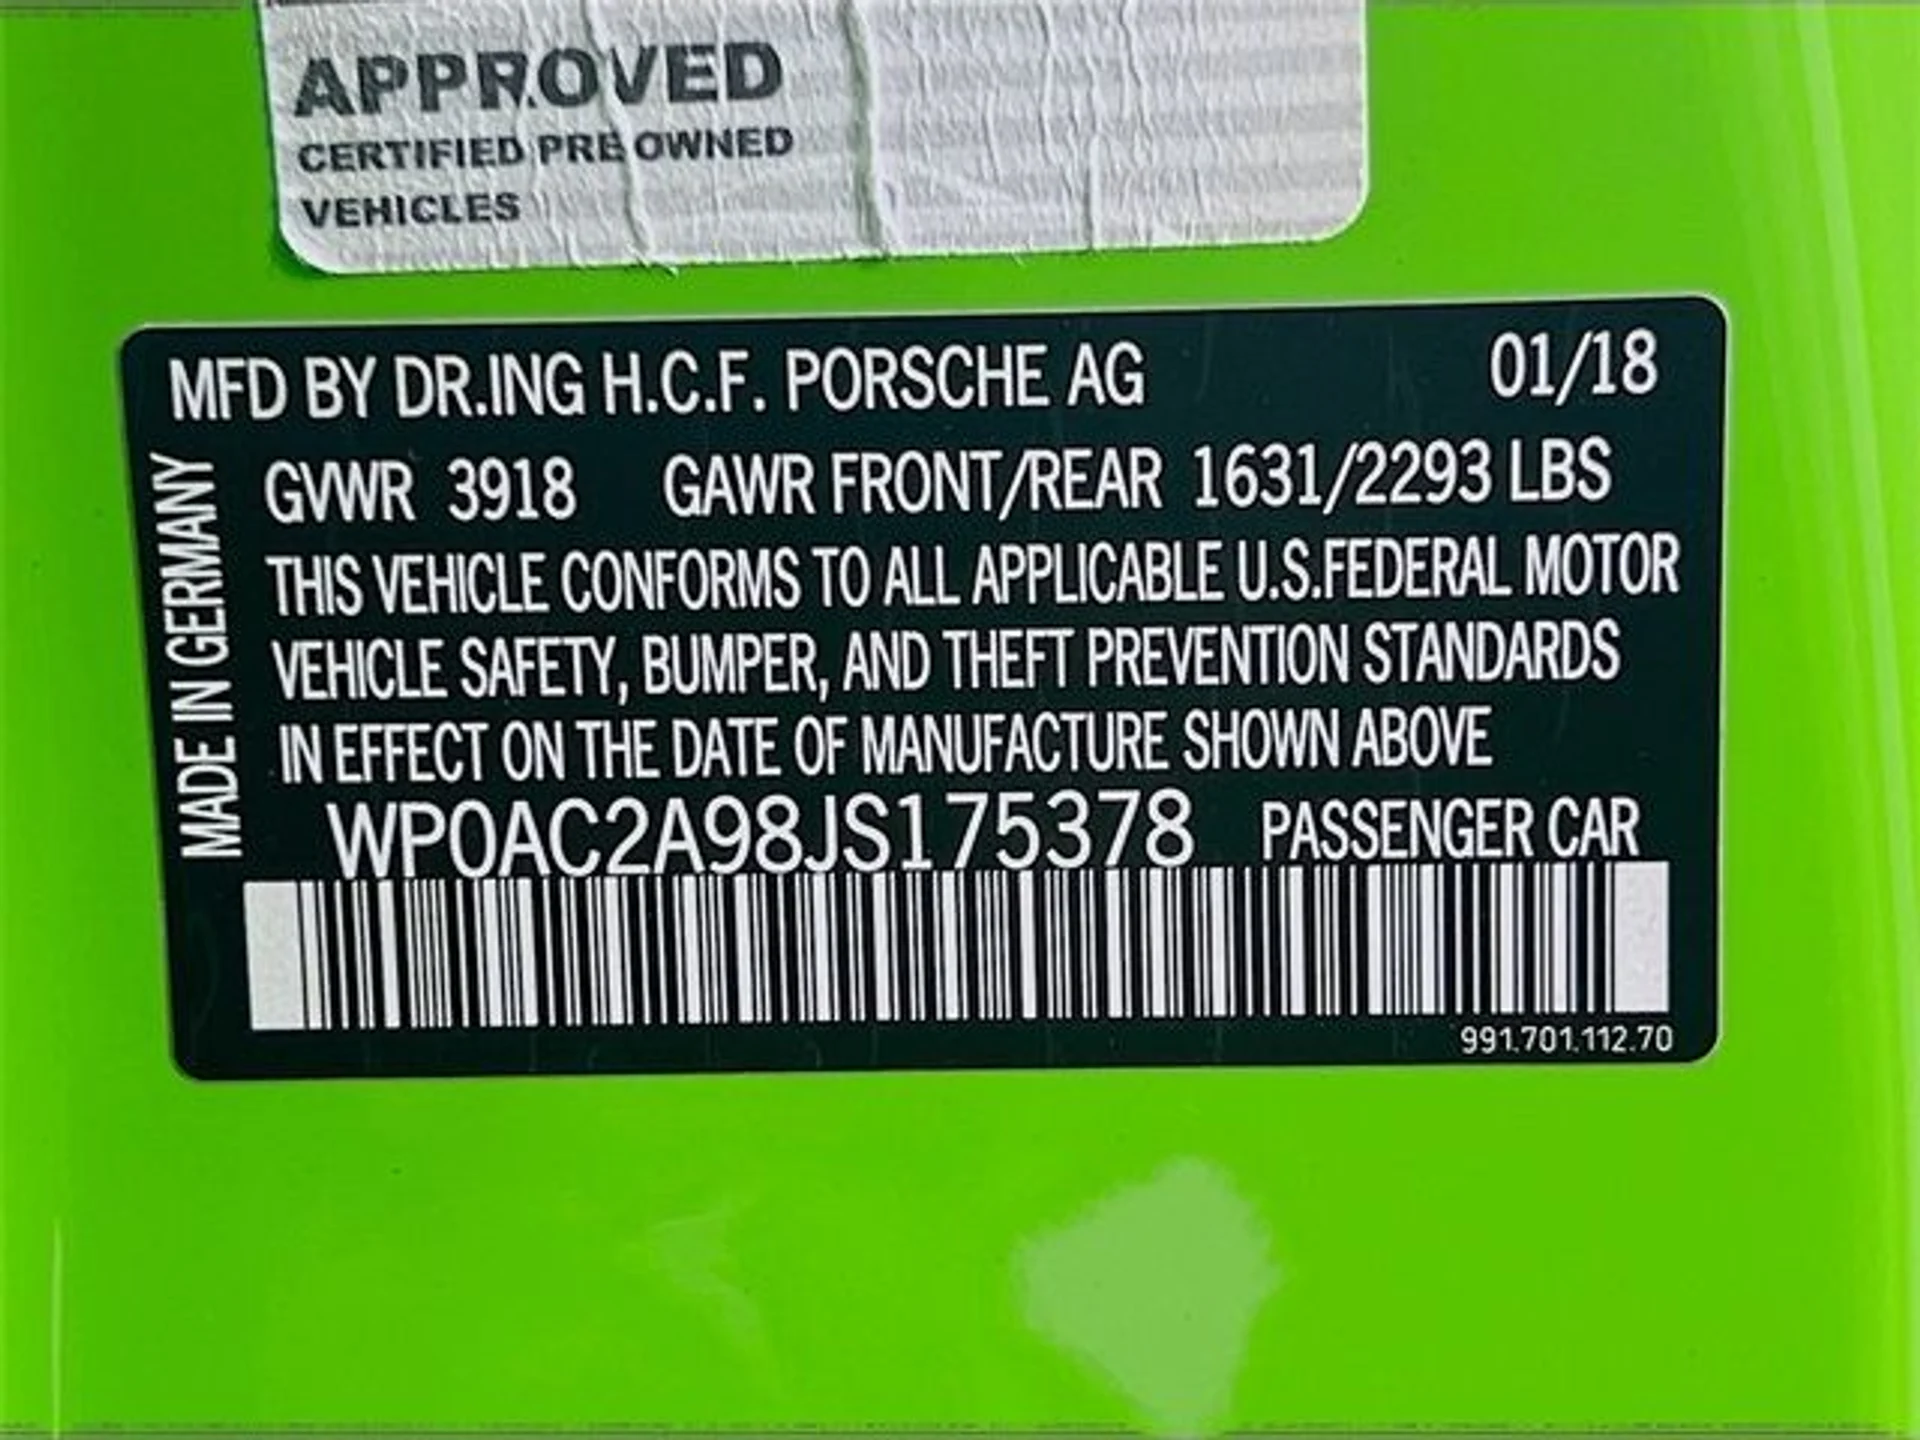 APPROVED
CERTIFIED PRE OWNED
VEHICLES
MFD BY DR.ING H.C.F. PORSCHE AG 01/18
GVWR 3918 GAWR FRONT/REAR 1631/2293 LBS
THIS VEHICLE CONFORMS TO ALL APPLICABLE U.S.FEDERAL MOTOR
VEHICLE SAFETY, BUMPER, AND THEFT PREVENTION STANDARDS
IN EFFECT ON THE DATE OF MANUFACTURE SHOWN ABOVE
WP0AC2A98JS175378 PASSENGER CAR
991.701.112.70
MADE IN GERMANY